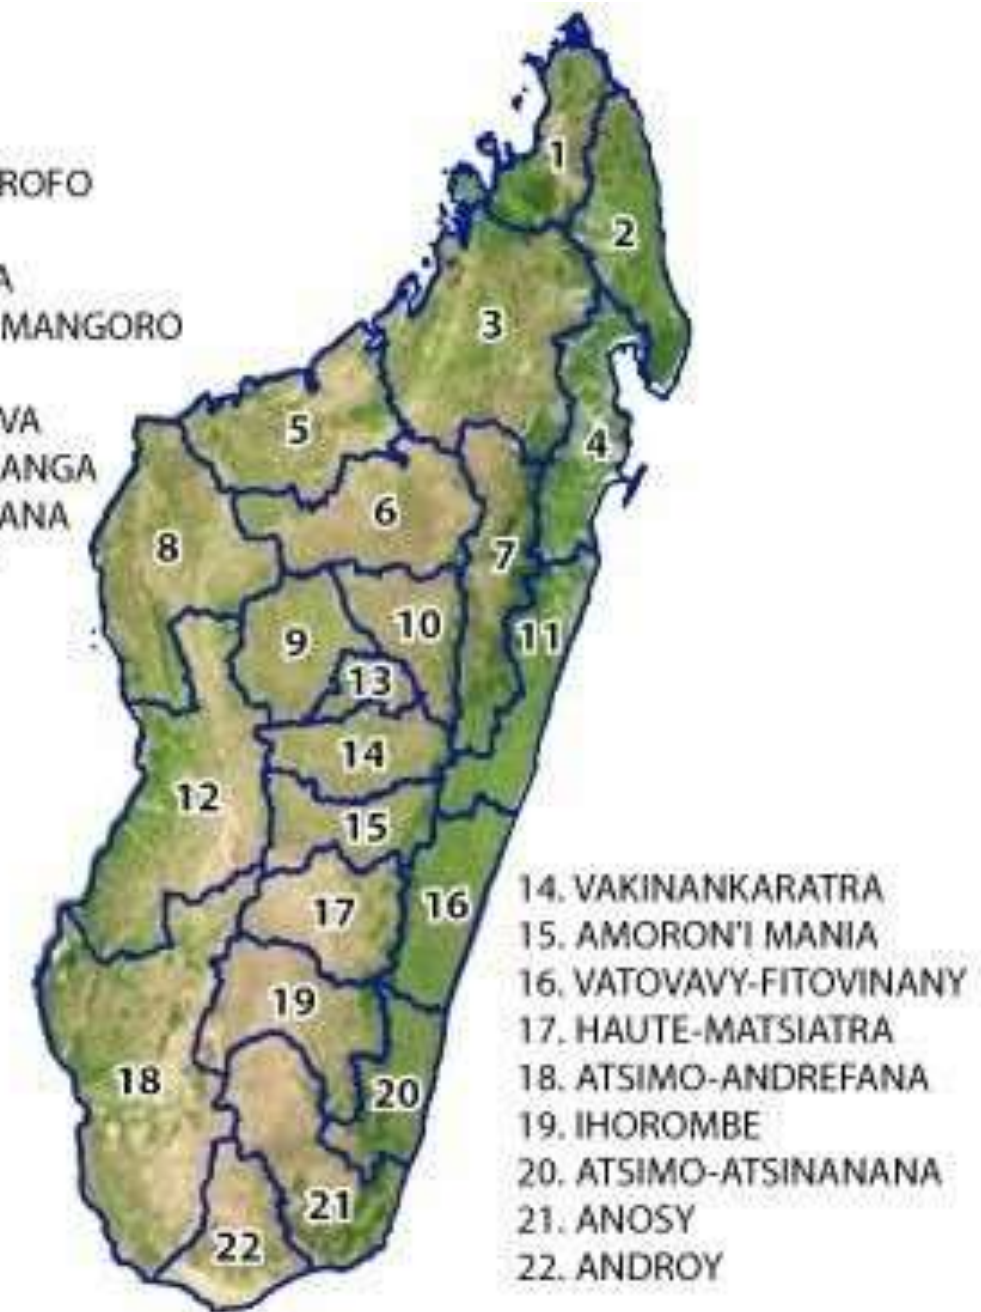 ROFO
A
MANGORO
VA
ANGA
ANA
1
2
3
4
5
6
7
8
9
10
11
12
13
14
15
16
17
18
19
20
21
22
14. VAKINANKARATRA
15. AMORON'I MANIA
16. VATOVAVY-FITOVINANY
17. HAUTE-MATSIATRA
18. ATSIMO-ANDREFANA
19. IHOROMBE
20. ATSIMO-ATSINANANA
21. ANOSY
22. ANDROY